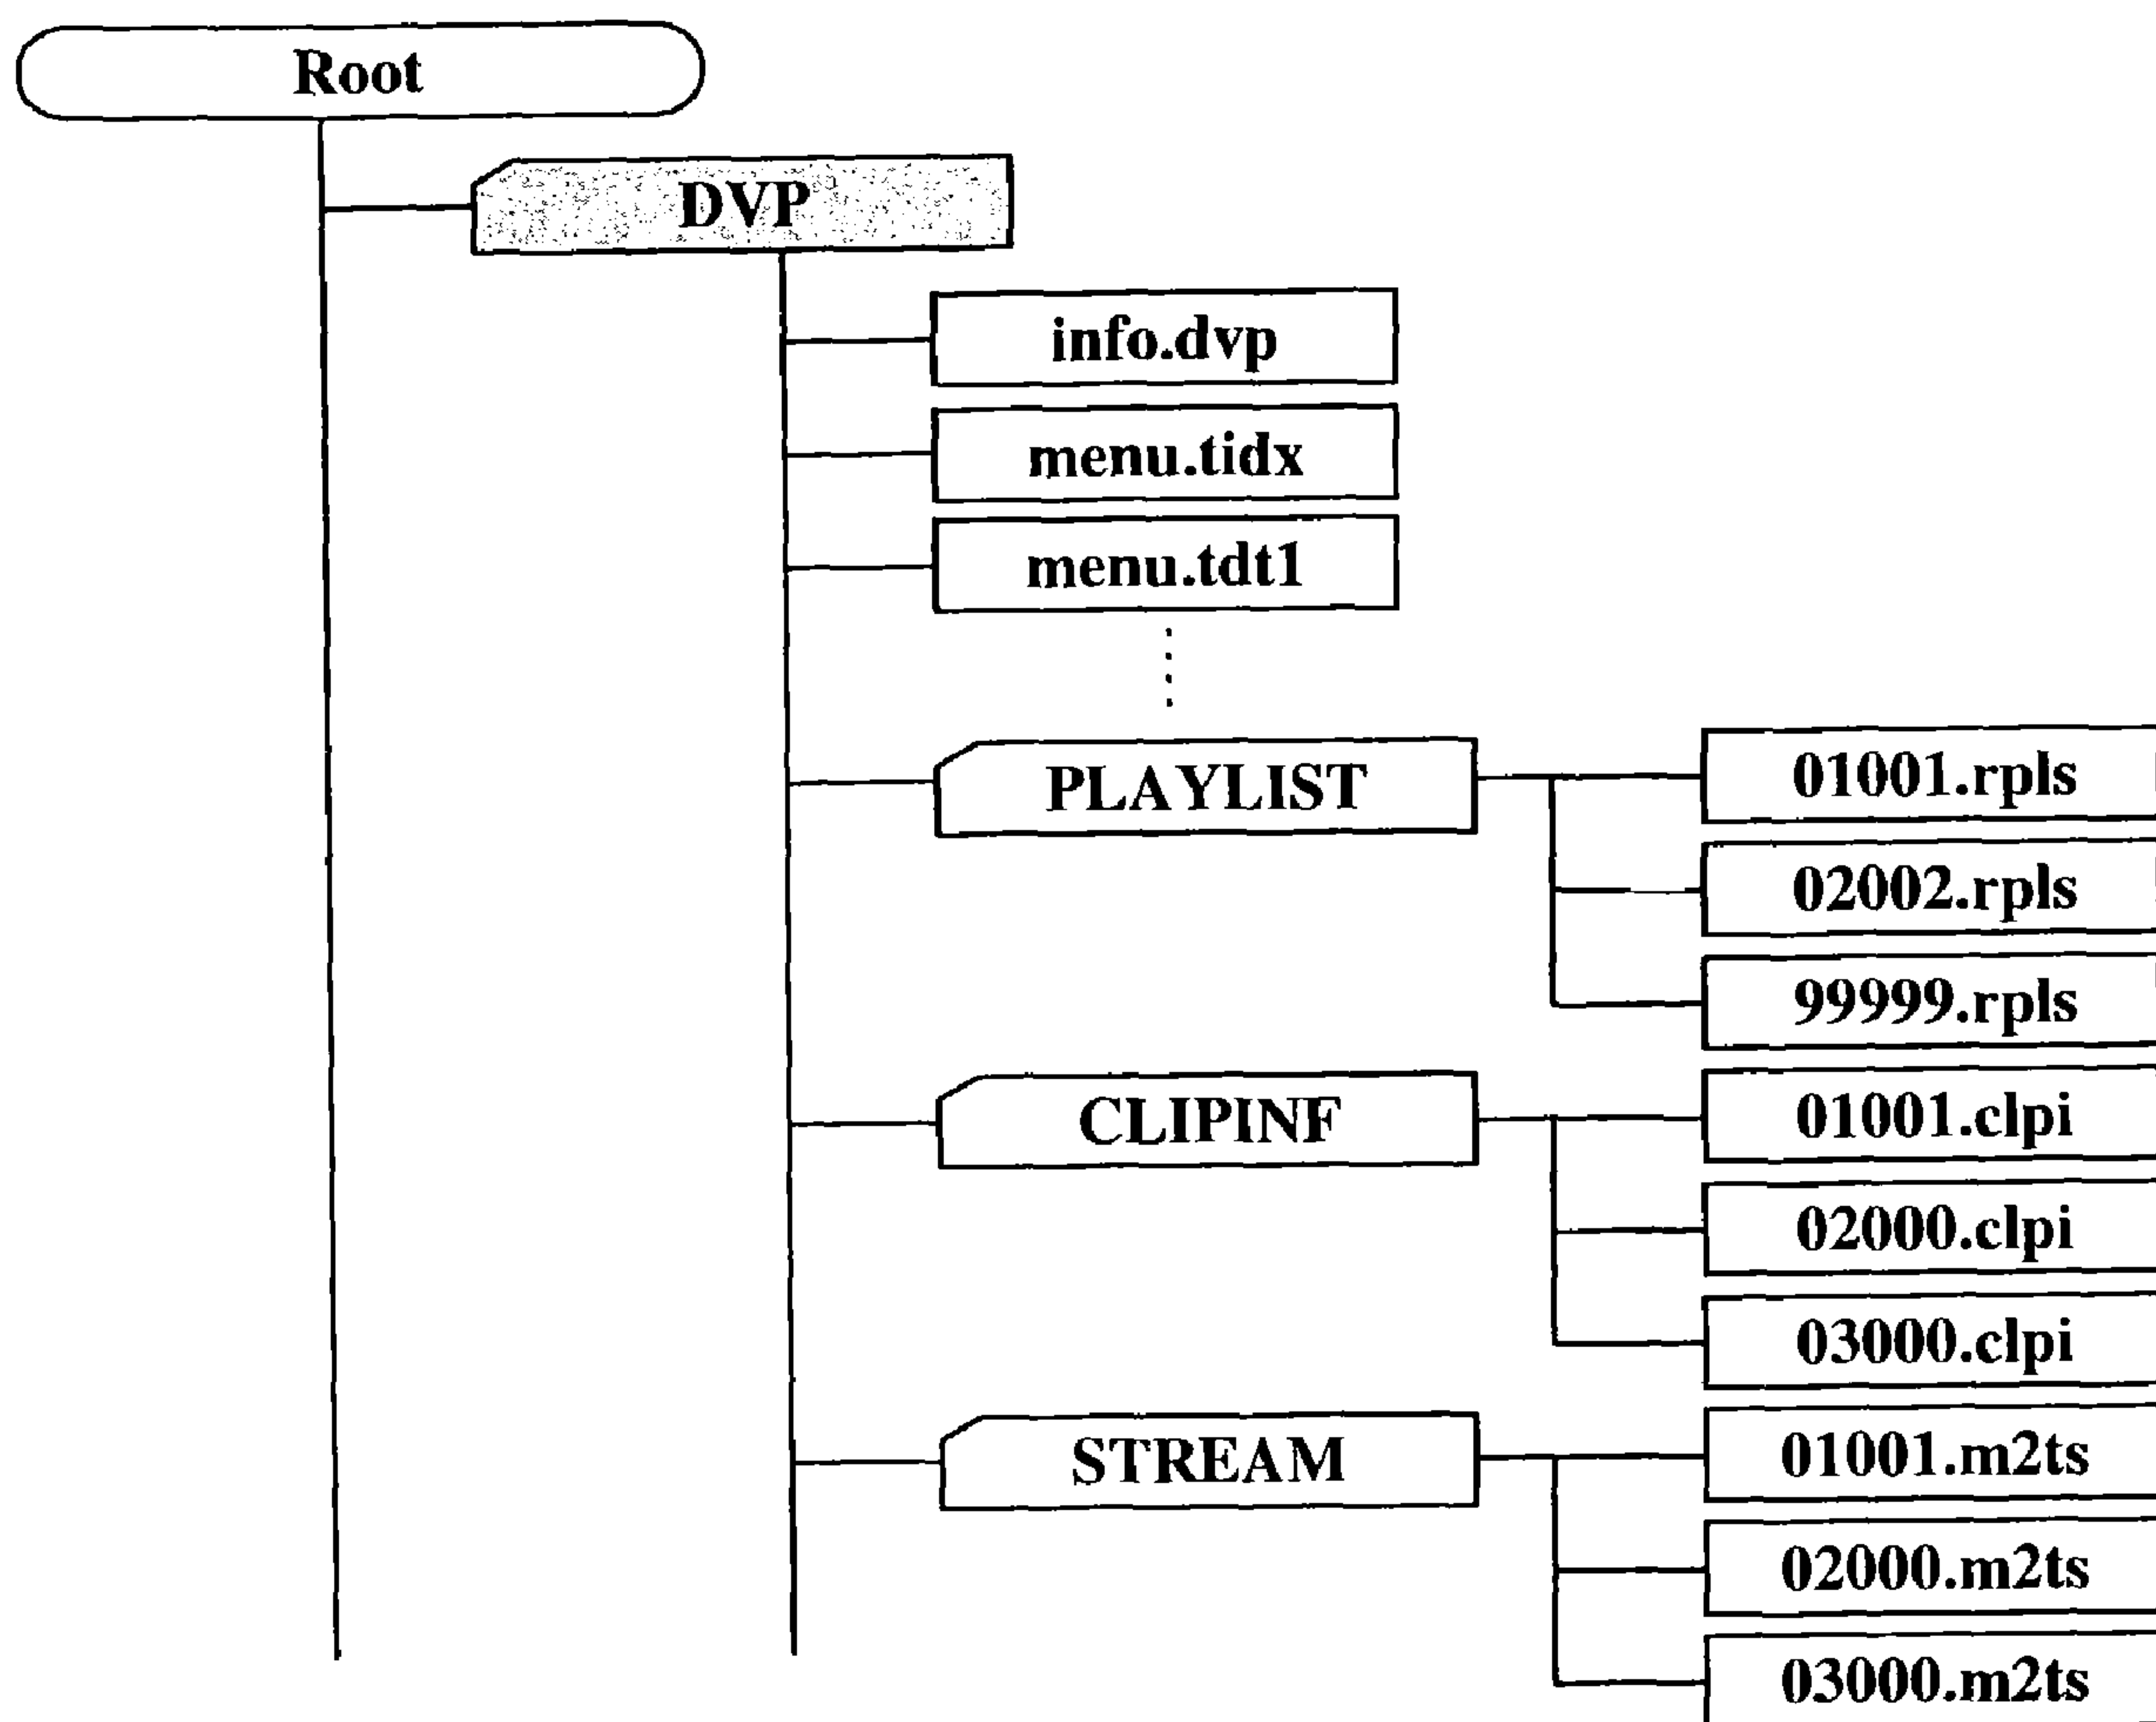 Root
DVP
info.dvp
menu.tidx
menu.tdt1
PLAYLIST
01001.rpls
02002.rpls
99999.rpls
CLIPINF
01001.clpi
02000.clpi
03000.clpi
STREAM
01001.m2ts
02000.m2ts
03000.m2ts